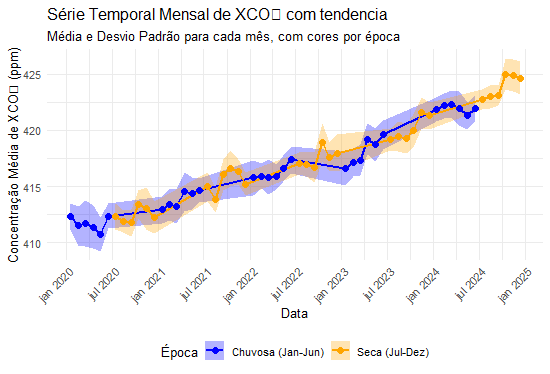 Série Temporal Mensal de XCO▯ com tendencia
Média e Desvio Padrão para cada mês, com cores por época
Concentração Média de XCO▯ (ppm)
425
420
415
410
jan 2020
jul 2020
jan 2021
jul 2021
jan 2022
jul 2022
jan 2023
jul 2023
jan 2024
jul 2024
jan 2025
Data
Época
Chuvosa (Jan-Jun)
Seca (Jul-Dez)